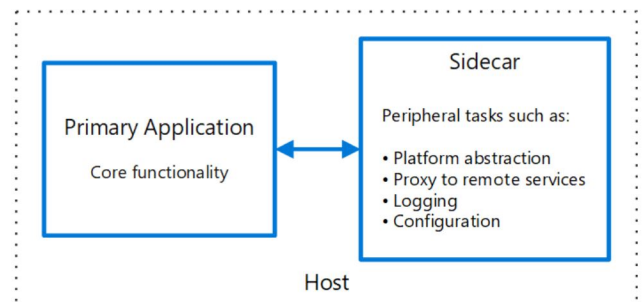 Primary Application
Core functionality
Sidecar
Peripheral tasks such as:
• Platform abstraction
• Proxy to remote services
• Logging
• Configuration
Host